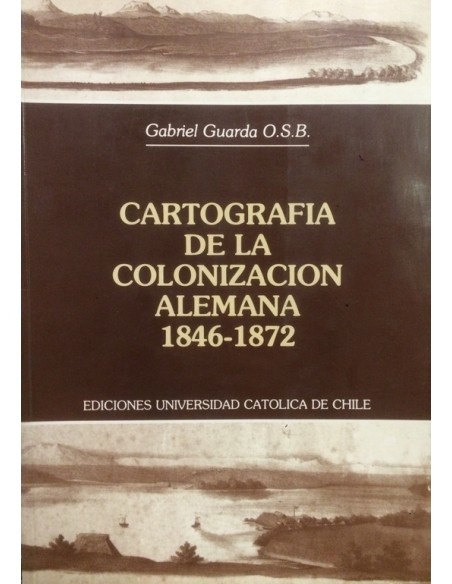 Gabriel Guarda O.S.B.
CARTOGRAFIA
DE LA
COLONIZACION
ALEMANA
1846-1872
EDICIONES UNIVERSIDAD CATOLICA DE CHILE